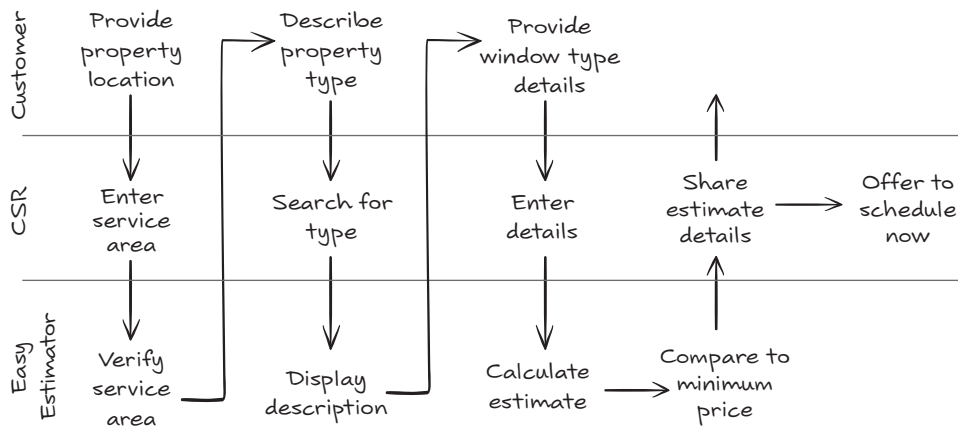 Customer
Provide
property
location
Describe
property
type
Provide
window type
details
CSR
Enter
service
area
Search for
type
Enter
details
Share
estimate
details
Offer to
schedule
now
Easy
Estimator
Verify
service
area
Display
description
Calculate
estimate
Compare to
minimum
price